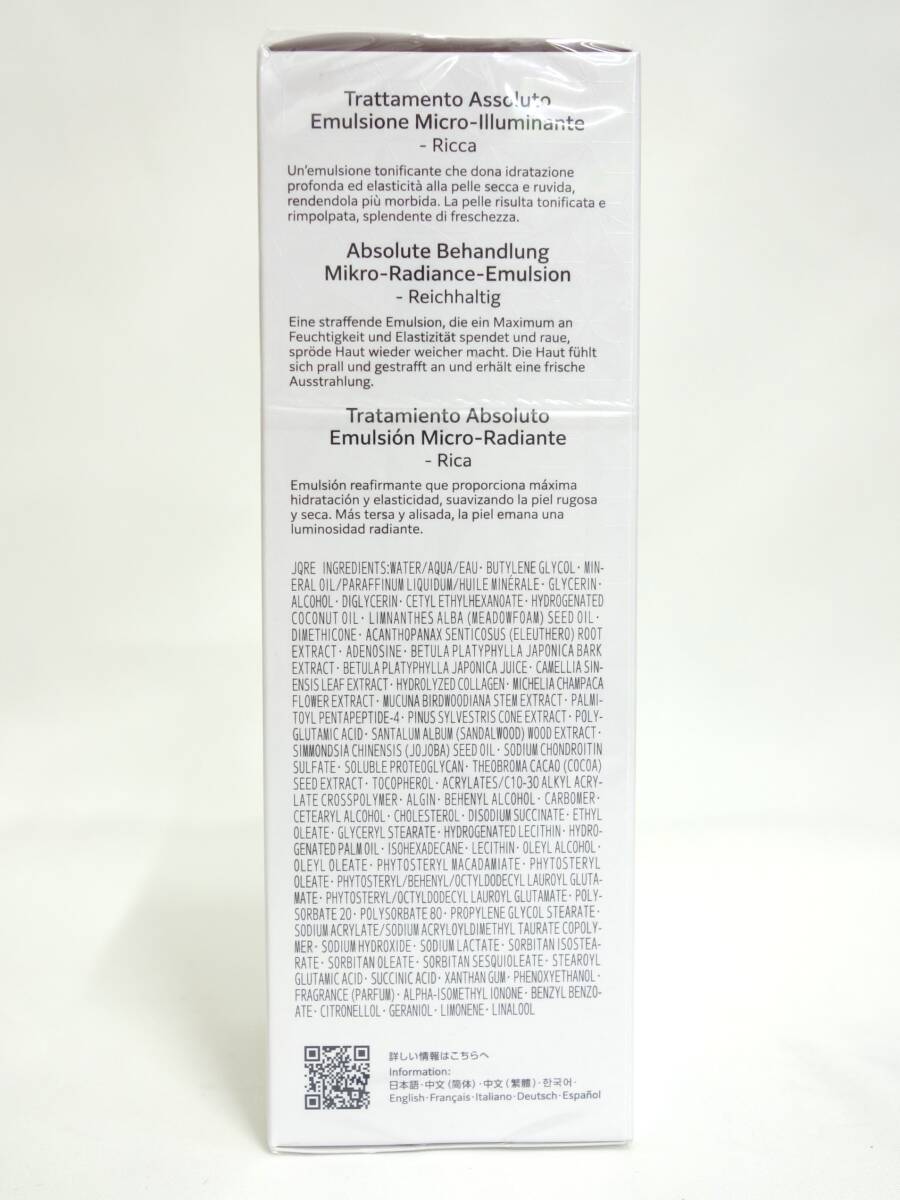 Trattamento Assoluto
Emulsione Micro-Illuminante
- Ricca
Un'emulsione tonificante che dona idratazione
profonda ed elasticità alla pelle secca e ruvida,
rendendola più morbida. La pelle risulta tonificata e
rimpolpata, splendente di freschezza.
Absolute Behandlung
Mikro-Radiance-Emulsion
- Reichhaltig
Eine straffende Emulsion, die ein Maximum an
Feuchtigkeit und Elastizität spendet und raue,
spröde Haut wieder weicher macht. Die Haut fühlt
sich prall und gestrafft an und erhält eine frische
Ausstrahlung.
Tratamiento Absoluto
Emulsión Micro-Radiante
- Rica
Emulsión reafirmante que proporciona máxima
hidratación y elasticidad, suavizando la piel rugosa
y seca. Más tersa y alisada, la piel emana una
luminosidad radiante.
JQRE INGREDIENTS:WATER/AQUA/EAU· BUTYLENE GLYCOL· MIN-
ERAL OIL/PARAFFINUM LIQUIDUM/HUILE MINÉRALE· GLYCERIN·
ALCOHOL· DIGLYCERIN· CETYL ETHYLHEXANOATE· HYDROGENATED
COCONUT OIL· LIMNANTHES ALBA (MEADOWFOAM) SEED OIL·
DIMETHICONE· ACANTHOPANAX SENTICOSUS (ELEUTHERO) ROOT
EXTRACT· ADENOSINE· BETULA PLATYPHYLLA JAPONICA BARK
EXTRACT· BETULA PLATYPHYLLA JAPONICA JUICE· CAMELLIA SIN-
ENSIS LEAF EXTRACT· HYDROLYZED COLLAGEN· MICHELIA CHAMPACA
FLOWER EXTRACT· MUCUNA BIRDWOODIANA STEM EXTRACT· PALMI-
TOYL PENTAPEPTIDE-4· PINUS SYLVESTRIS CONE EXTRACT· POLY-
GLUTAMIC ACID· SANTALUM ALBUM (SANDALWOOD) WOOD EXTRACT·
SIMMONDSIA CHINENSIS (JOJOBA) SEED OIL· SODIUM CHONDROITIN
SULFATE· SOLUBLE PROTEOGLYCAN· THEOBROMA CACAO (COCOA)
SEED EXTRACT· TOCOPHEROL· ACRYLATES/C10-30 ALKYL ACRY-
LATE CROSSPOLYMER· ALGIN· BEHENYL ALCOHOL· CARBOMER·
CETEARYL ALCOHOL· CHOLESTEROL· DISODIUM SUCCINATE· ETHYL
OLEATE· GLYCERYL STEARATE· HYDROGENATED LECITHIN· HYDRO-
GENATED PALM OIL· ISOHEXADECANE· LECITHIN· OLEYL ALCOHOL·
OLEYL OLEATE· PHYTOSTERYL MACADAMIATE· PHYTOSTERYL
OLEATE· PHYTOSTERYL/BEHENYL/OCTYLDODECYL LAUROYL GLUTA-
MATE· PHYTOSTERYL/OCTYLDODECYL LAUROYL GLUTAMATE· POLY-
SORBATE 20· POLYSORBATE 80· PROPYLENE GLYCOL STEARATE·
SODIUM ACRYLATE/SODIUM ACRYLOYLDIMETHYL TAURATE COPOLY-
MER· SODIUM HYDROXIDE· SODIUM LACTATE· SORBITAN ISOSTEA-
RATE· SORBITAN OLEATE· SORBITAN SESQUIOLEATE· STEAROYL
GLUTAMIC ACID· SUCCINIC ACID· XANTHAN GUM· PHENOXYETHANOL·
FRAGRANCE (PARFUM)· ALPHA-ISOMETHYL IONONE· BENZYL BENZO-
ATE· CITRONELLOL· GERANIOL· LIMONENE· LINALOOL
詳しい情報はこちらへ
Information:
日本語·中文(简体)·中文(繁體)·한국어·
English·Français·Italiano·Deutsch·Español